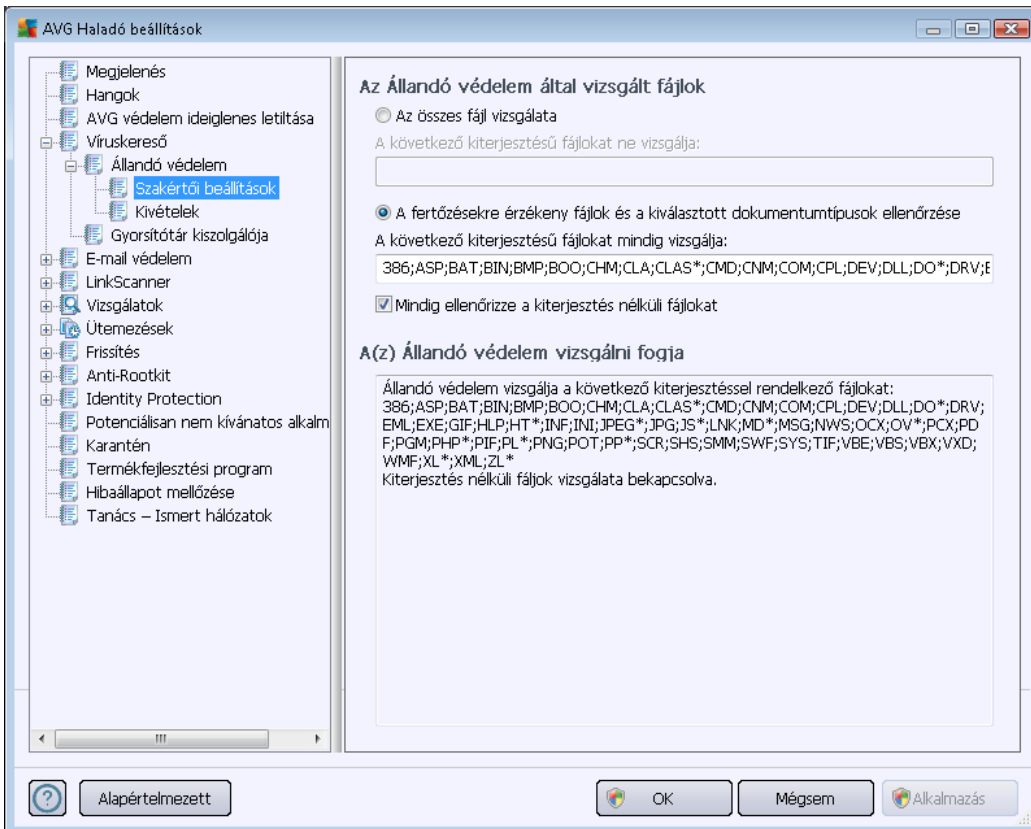 AVG Haladó beállítások
Megjelenés
Hangok
AVG védelem ideiglenes letiltása
Víruskereső
Állandó védelem
Szakértői beállítások
Kivételek
Gyorsítótár kiszolgálója
E-mail védelem
LinkScanner
Vizsgálatok
Ütemezések
Frissítés
Anti-Rootkit
Identity Protection
Potenciálisan nem kívánatos alkalm
Karantén
Termékfejlesztési program
Hibaállapot mellőzése
Tanács – Ismert hálózatok
Az Állandó védelem által vizsgált fájlok
Az összes fájl vizsgálata
A következő kiterjesztésű fájlokat ne vizsgálja:
A fertőzésekre érzékeny fájlok és a kiválasztott dokumentumtípusok ellenőrzése
A következő kiterjesztésű fájlokat mindig vizsgálja:
386;ASP;BAT;BIN;BMP;BOO;CHM;CLA;CLAS*;CMD;CNM;COM;CPL;DEV;DLL;DO*;DRV;E
Mindig ellenőrizze a kiterjesztés nélküli fájlokat
A(z) Állandó védelem vizsgálni fogja
Állandó védelem vizsgálja a következő kiterjesztéssel rendelkező fájlokat:
386;ASP;BAT;BIN;BMP;BOO;CHM;CLA;CLAS*;CMD;CNM;COM;CPL;DEV;DLL;DO*;DRV;
EML;EXE;GIF;HLP;HT*;INF;INI;JPEG*;JPG;JS*;LNK;MD*;MSG;NWS;OCX;OV*;PCX;PD
F;PGM;PHP*;PIF;PL*;PNG;POT;PP*;SCR;SHS;SMM;SWF;SYS;TIF;VBE;VBS;VBX;VXD;
WMF;XL*;XML;ZL*
Kiterjesztés nélküli fáljok vizsgálata bekapcsolva.
Alapértelmezett
OK
Mégsem
Alkalmazás